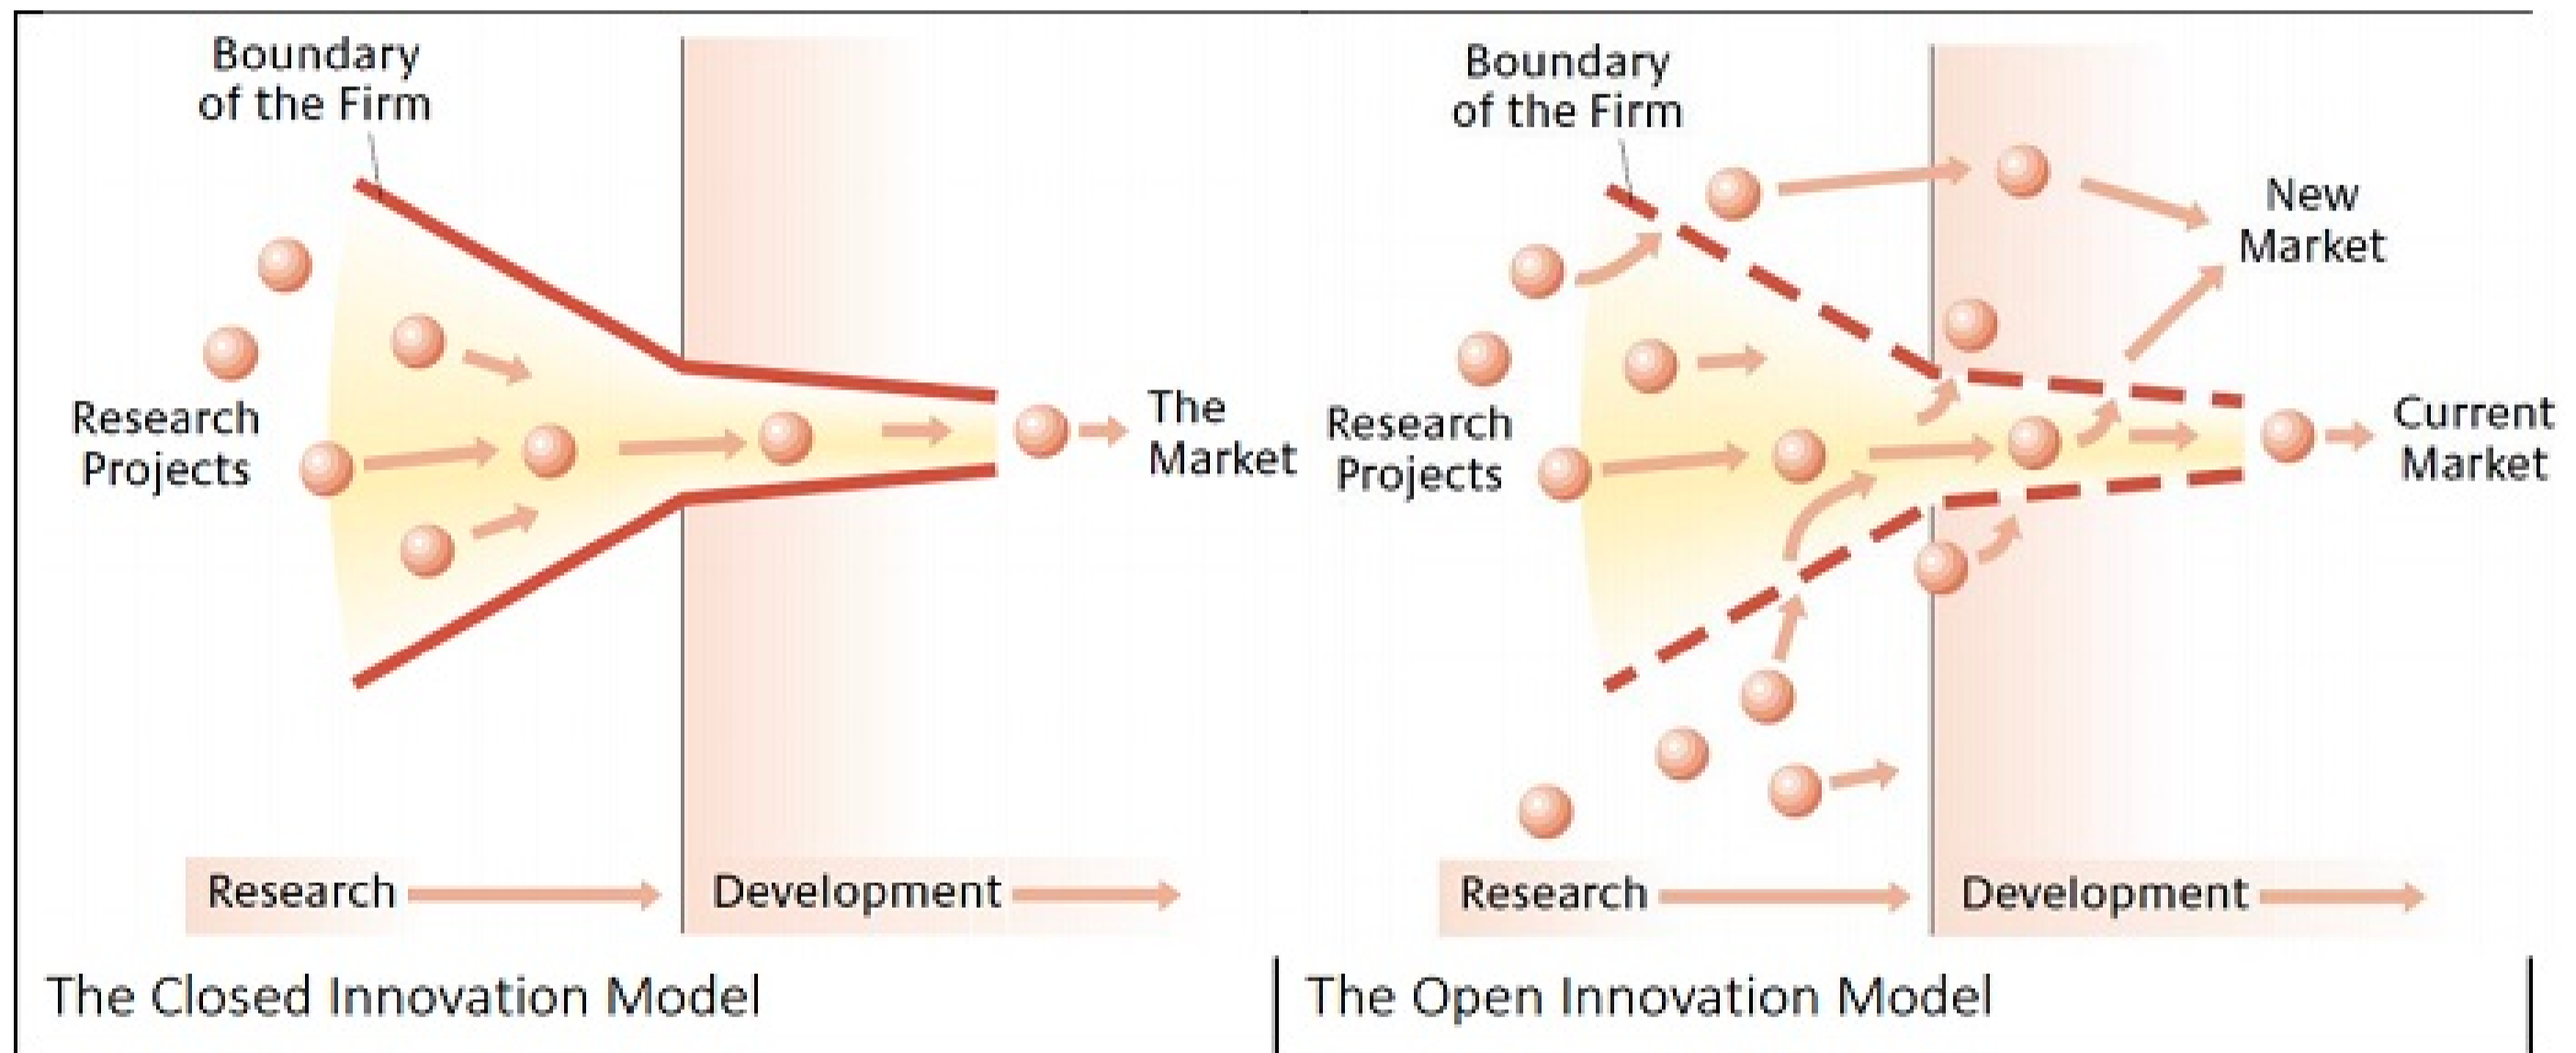 Boundary
of the Firm
Research
Projects
The
Market
Research
Development
The Closed Innovation Model
Boundary
of the Firm
New
Market
Research
Projects
Current
Market
Research
Development
The Open Innovation Model